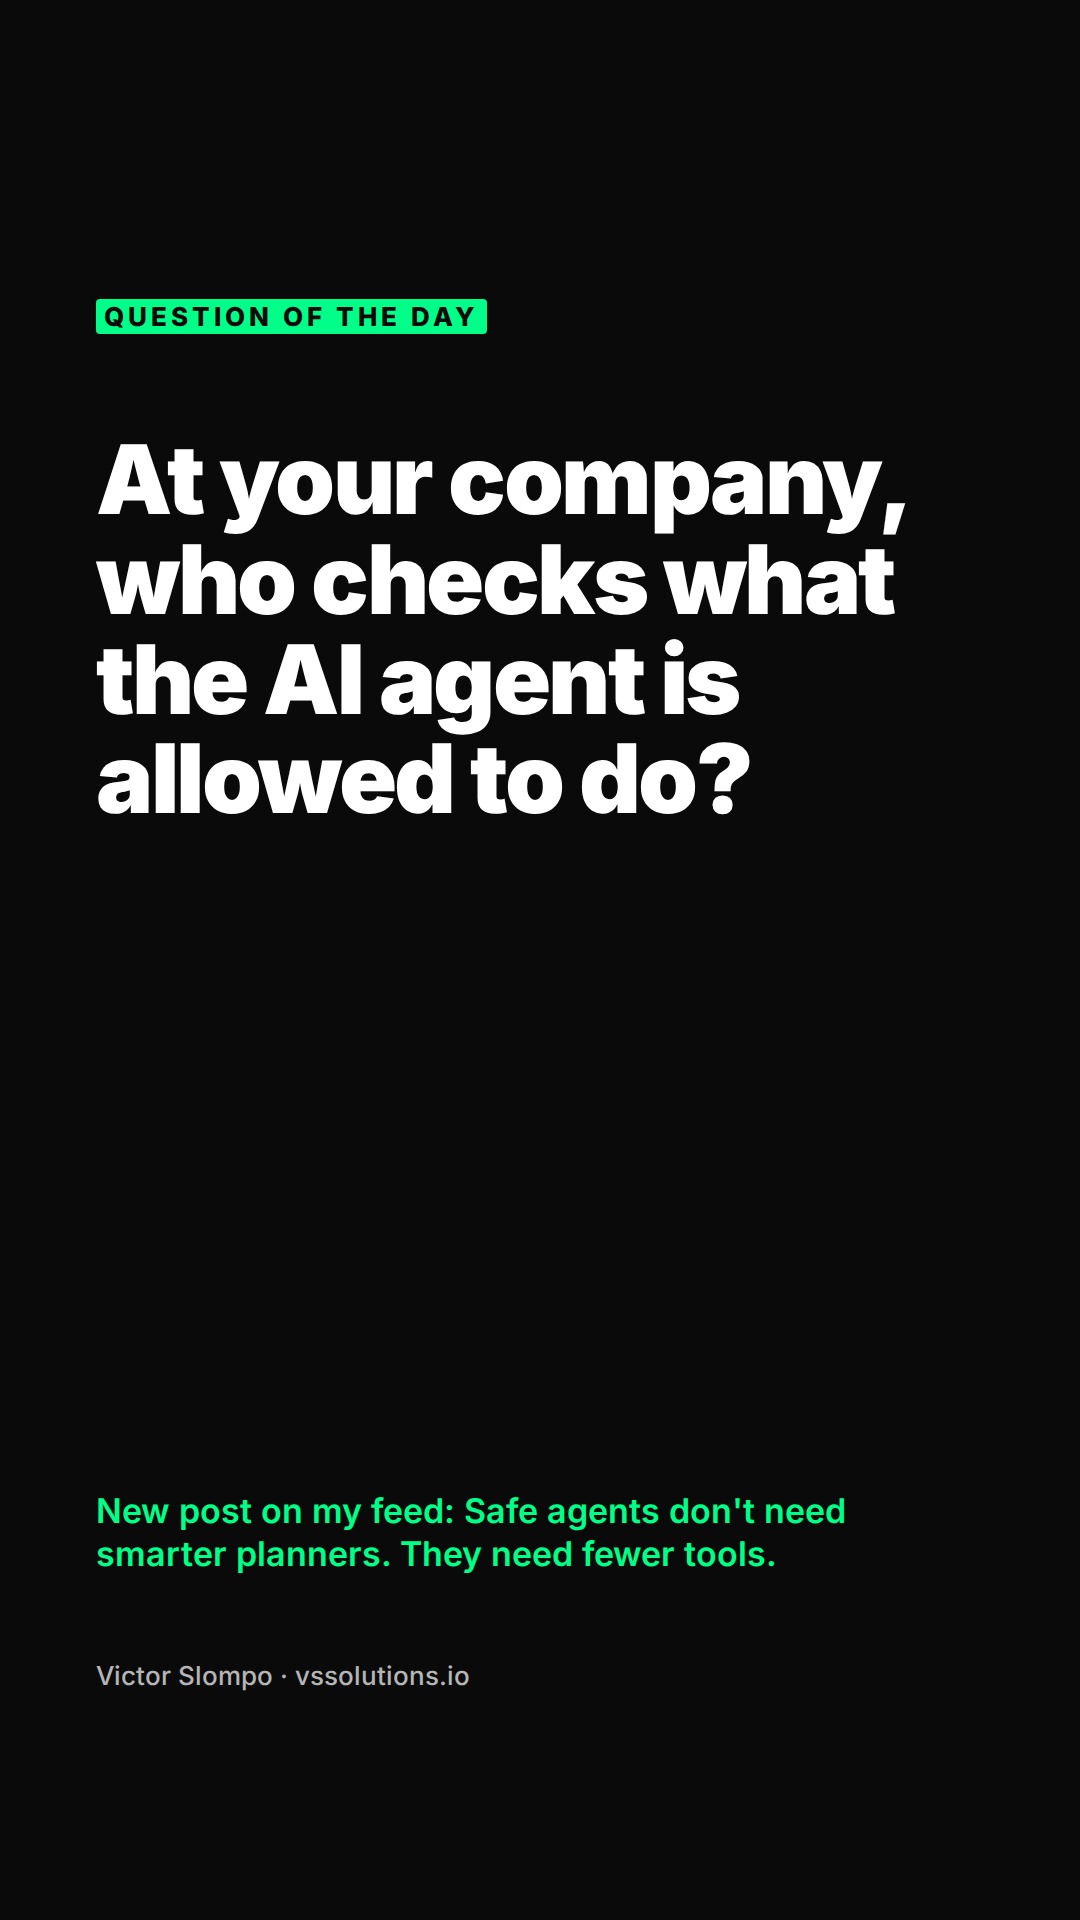 QUESTION OF THE DAY
At your company,
who checks what
the AI agent is
allowed to do?
New post on my feed: Safe agents don't need
smarter planners. They need fewer tools.
Victor Slompo · vssolutions.io